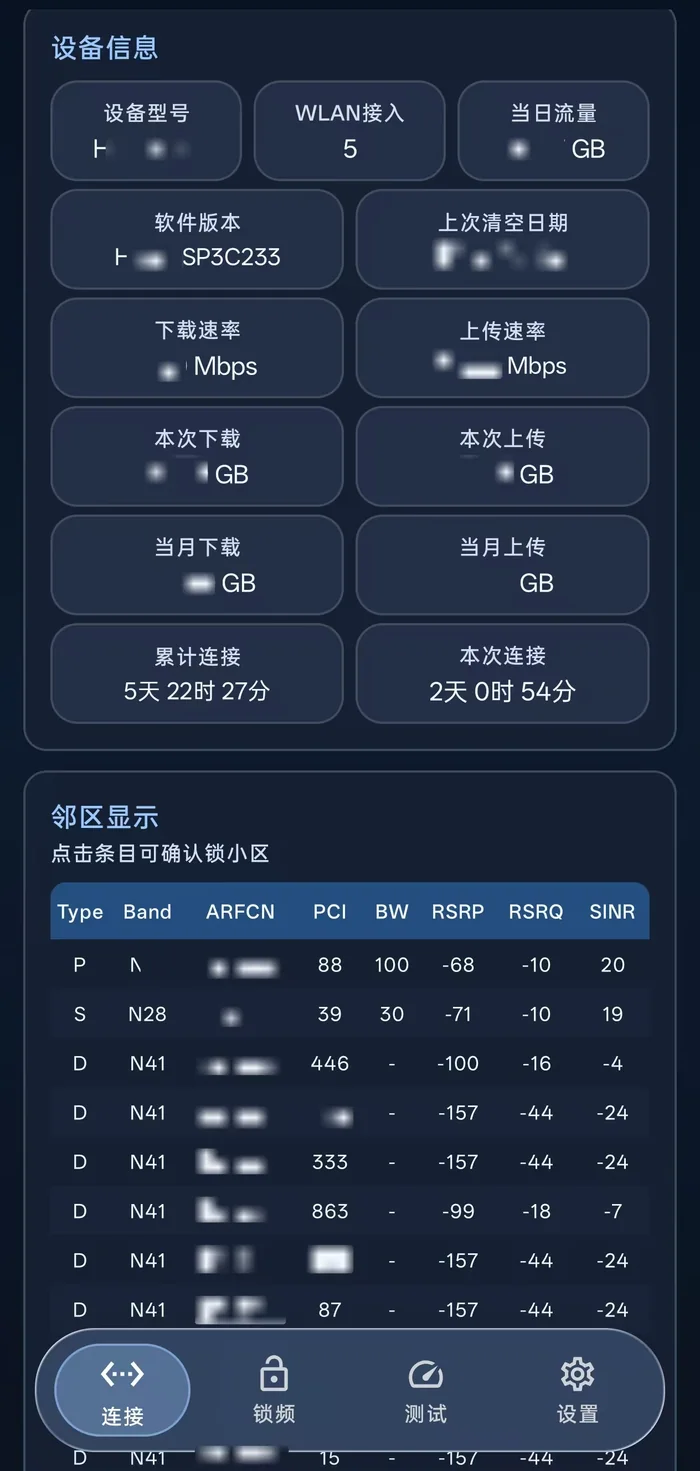 设备信息
设备型号 WLAN接入 当日流量
H 5 GB
软件版本 上次清空日期
H SP3C233
下载速率 上传速率
Mbps Mbps
本次下载 本次上传
GB GB
当月下载 当月上传
GB GB
累计连接 本次连接
5天 22时 27分 2天 0时 54分
邻区显示
点击条目可确认锁小区
Type Band ARFCN PCI BW RSRP RSRQ SINR
P N 88 100 -68 -10 20
S N28 39 30 -71 -10 19
D N41 446 - -100 -16 -4
D N41 - -157 -44 -24
D N41 333 - -157 -44 -24
D N41 863 - -99 -18 -7
D N41 - -157 -44 -24
D N41 87 - -157 -44 -24
连接 锁频 测试 设置
D N41 15 - -157 -44 -24